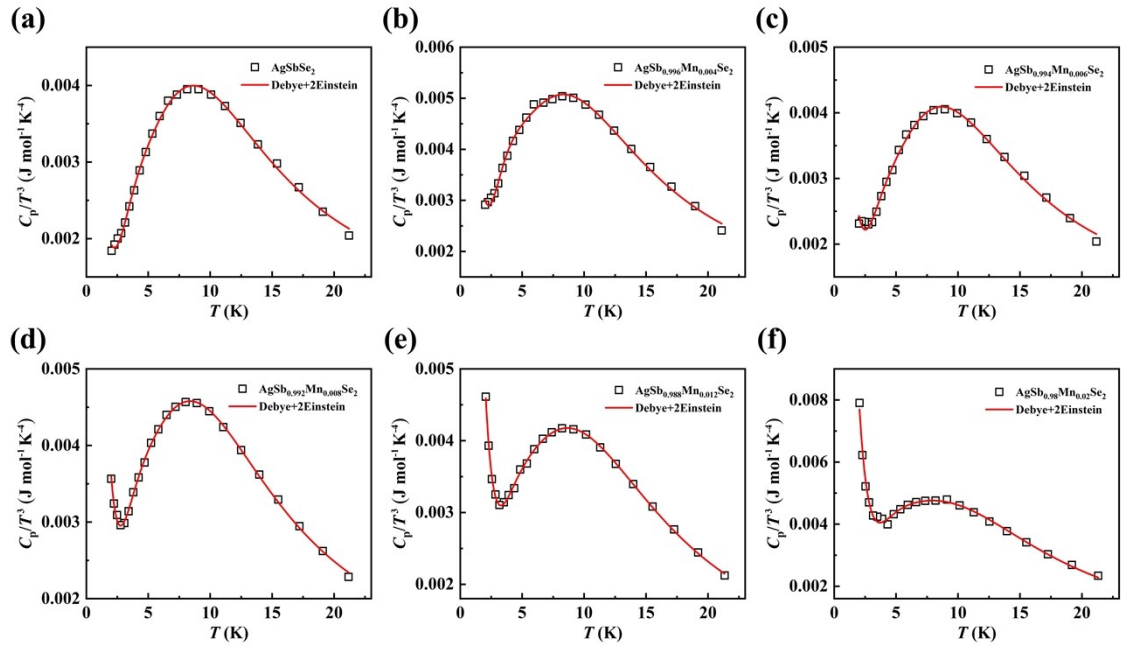 (a)
AgSbSe₂
Debye+2Einstein
Cₚ/T³ (J mol⁻¹ K⁻⁴)
0.004
0.003
0.002
0 5 10 15 20
T (K)
(b)
AgSb₀.₉₉₆Mn₀.₀₀₄Se₂
Debye+2Einstein
Cₚ/T³ (J mol⁻¹ K⁻⁴)
0.006
0.005
0.004
0.003
0.002
0 5 10 15 20
T (K)
(c)
AgSb₀.₉₉₄Mn₀.₀₀₆Se₂
Debye+2Einstein
Cₚ/T³ (J mol⁻¹ K⁻⁴)
0.005
0.004
0.003
0.002
0 5 10 15 20
T (K)
(d)
AgSb₀.₉₉₂Mn₀.₀₀₈Se₂
Debye+2Einstein
Cₚ/T³ (J mol⁻¹ K⁻⁴)
0.005
0.004
0.003
0.002
0 5 10 15 20
T (K)
(e)
AgSb₀.₉₈₈Mn₀.₀₁₂Se₂
Debye+2Einstein
Cₚ/T³ (J mol⁻¹ K⁻⁴)
0.005
0.004
0.003
0.002
0 5 10 15 20
T (K)
(f)
AgSb₀.₉₈Mn₀.₀₂Se₂
Debye+2Einstein
Cₚ/T³ (J mol⁻¹ K⁻⁴)
0.008
0.006
0.004
0.002
0 5 10 15 20
T (K)